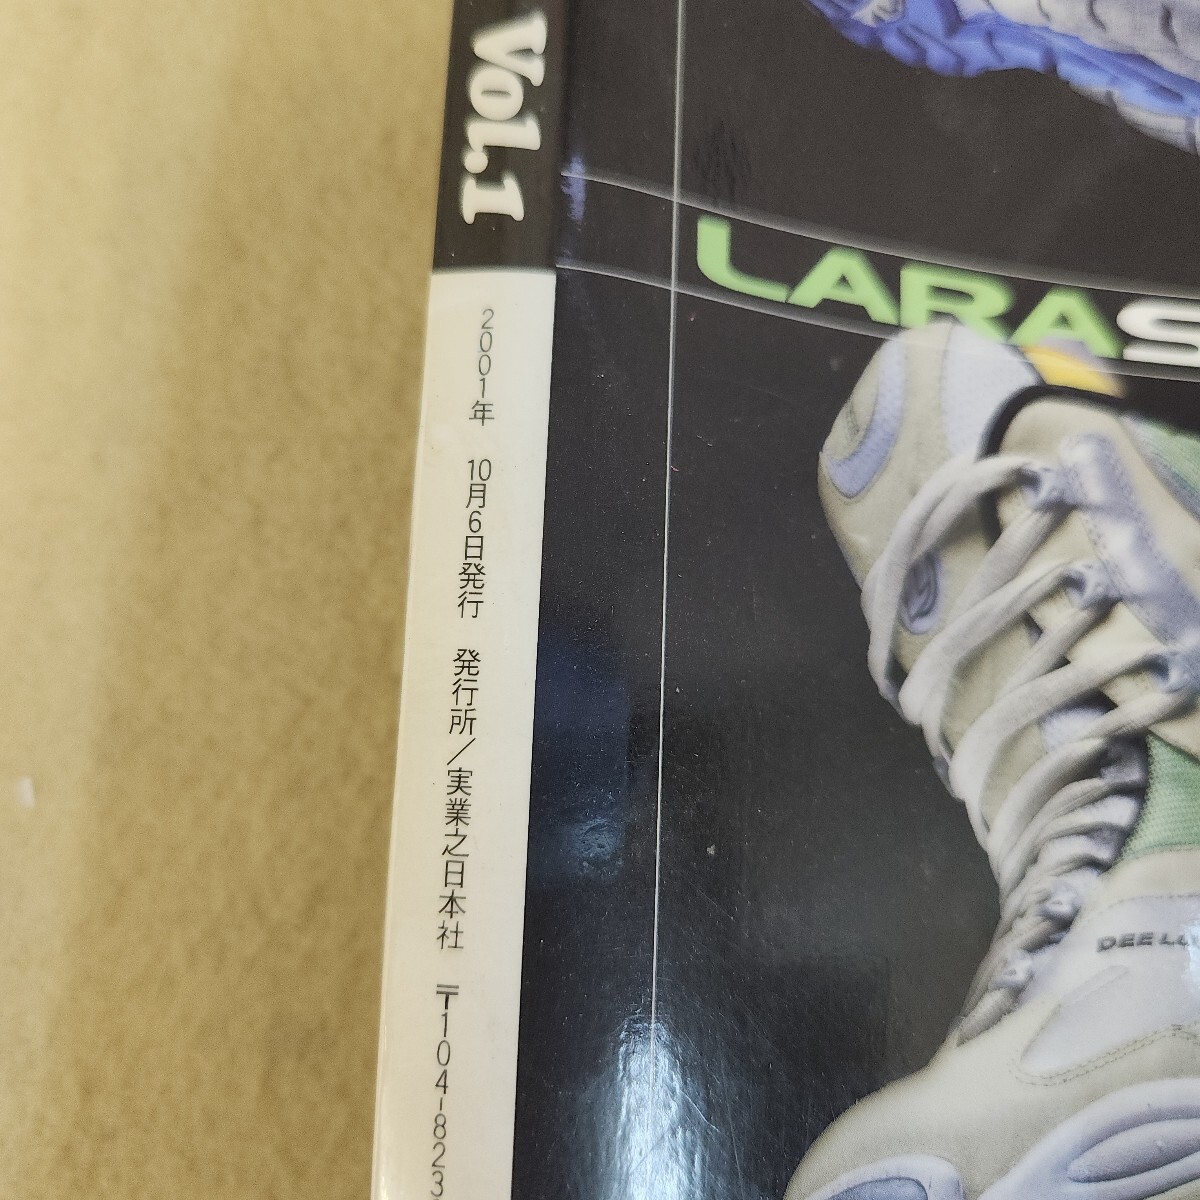 Vol.1
2001年 10月6日発行 発行所/実業之日本社 〒104-823
LARAS
DEE LU